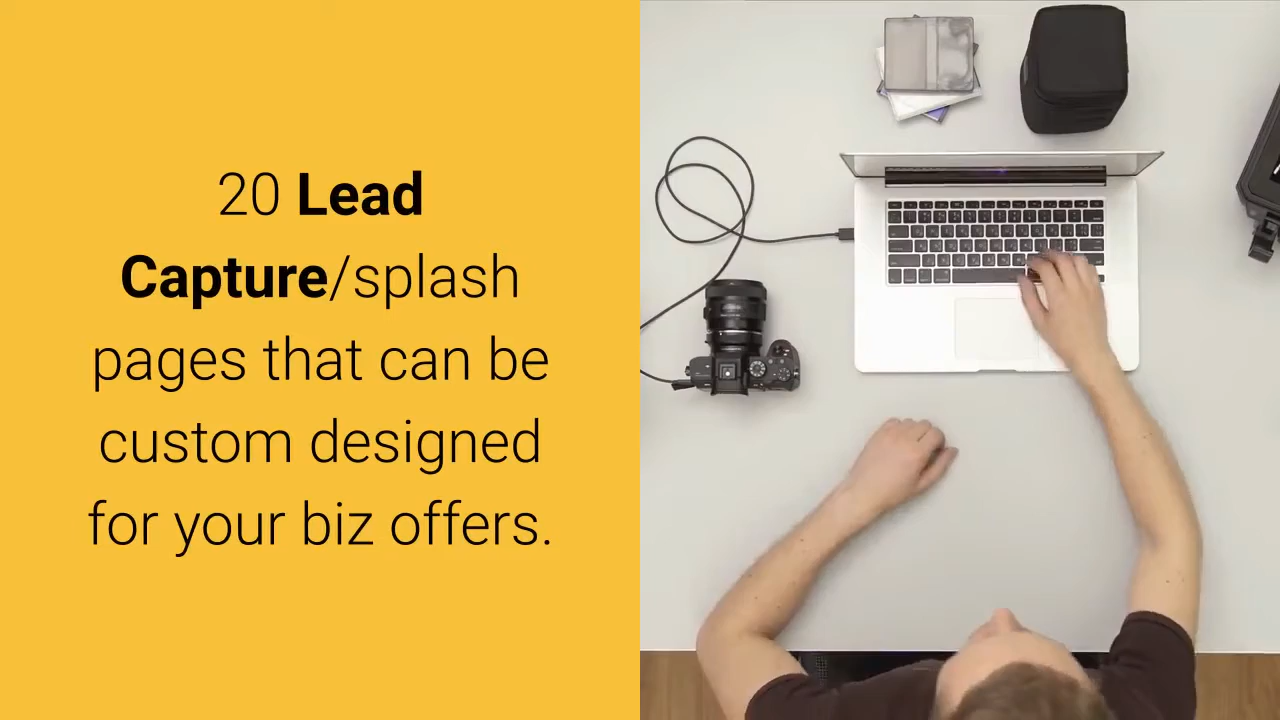 20 Lead
Capture/splash
pages that can be
custom designed
for your biz offers.